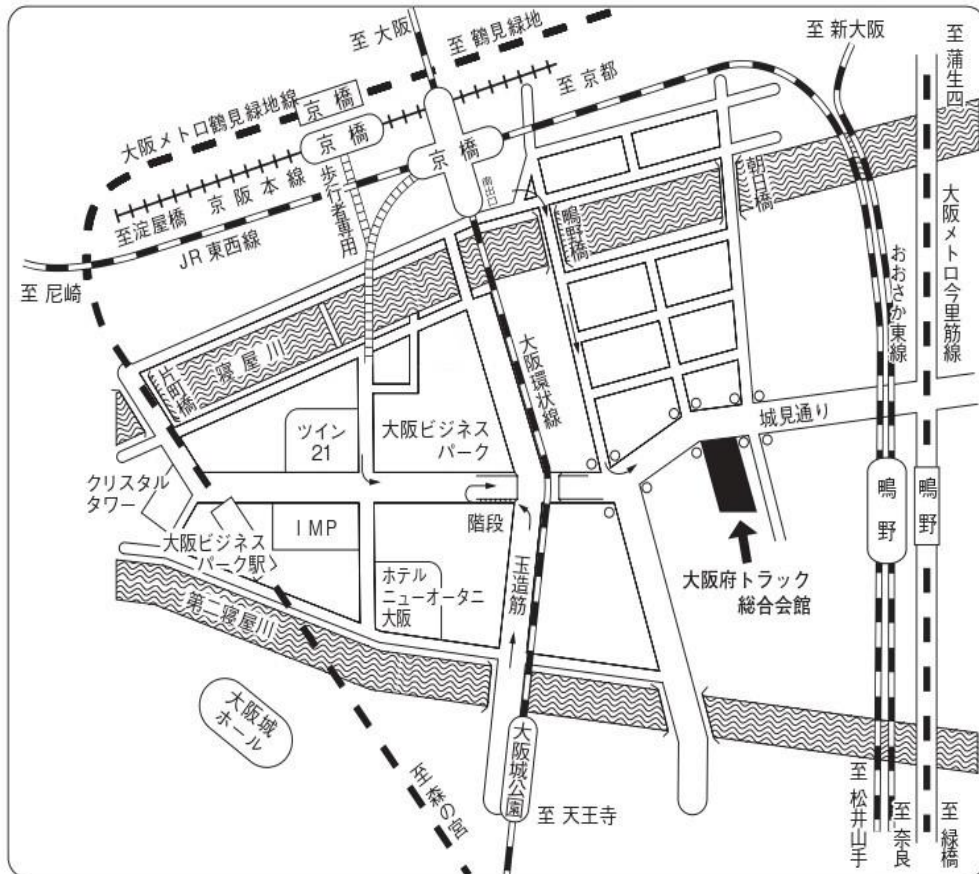 至 大阪
至 鶴見緑地
至 新大阪
至 蒲生四
大阪メトロ鶴見緑地線
京橋
至 京都
京橋
京橋
南出口
至淀屋橋
京阪本線
歩行者専用
JR 東西線
至 尼崎
鴫野橋
朝日橋
大阪メトロ今里筋線
おおさか東線
寝屋川
片町橋
大阪環状線
城見通り
ツイン
21
大阪ビジネス
パーク
クリスタル
タワー
IMP
階段
鴫野
鴫野
大阪ビジネス
パーク駅
ホテル
ニューオータニ
大阪
玉造筋
大阪府トラック
総合会館
第二寝屋川
大阪城
ホール
大阪城公園
至 天王寺
至森の宮
至 松井山手
至 奈良
至 緑橋